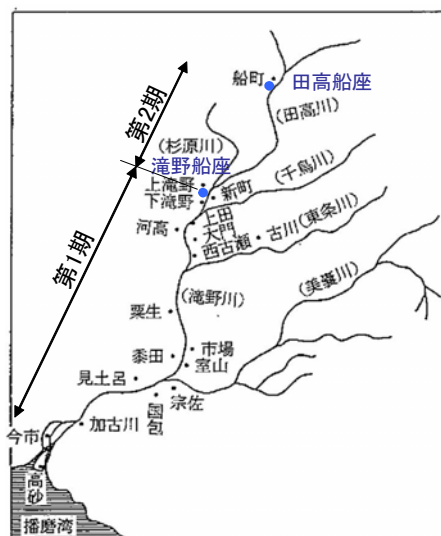 船町
田高船座
(田高川)
第2期
(杉原川)
滝野船座
(千鳥川)
上滝野
新町
下滝野
上田
(東条川)
河高
大門
古川
西古瀬
第1期
(美嚢川)
(滝野川)
粟生
市場
黍田
室山
見土呂
宗佐
国包
加古川
今市
高砂
播磨湾